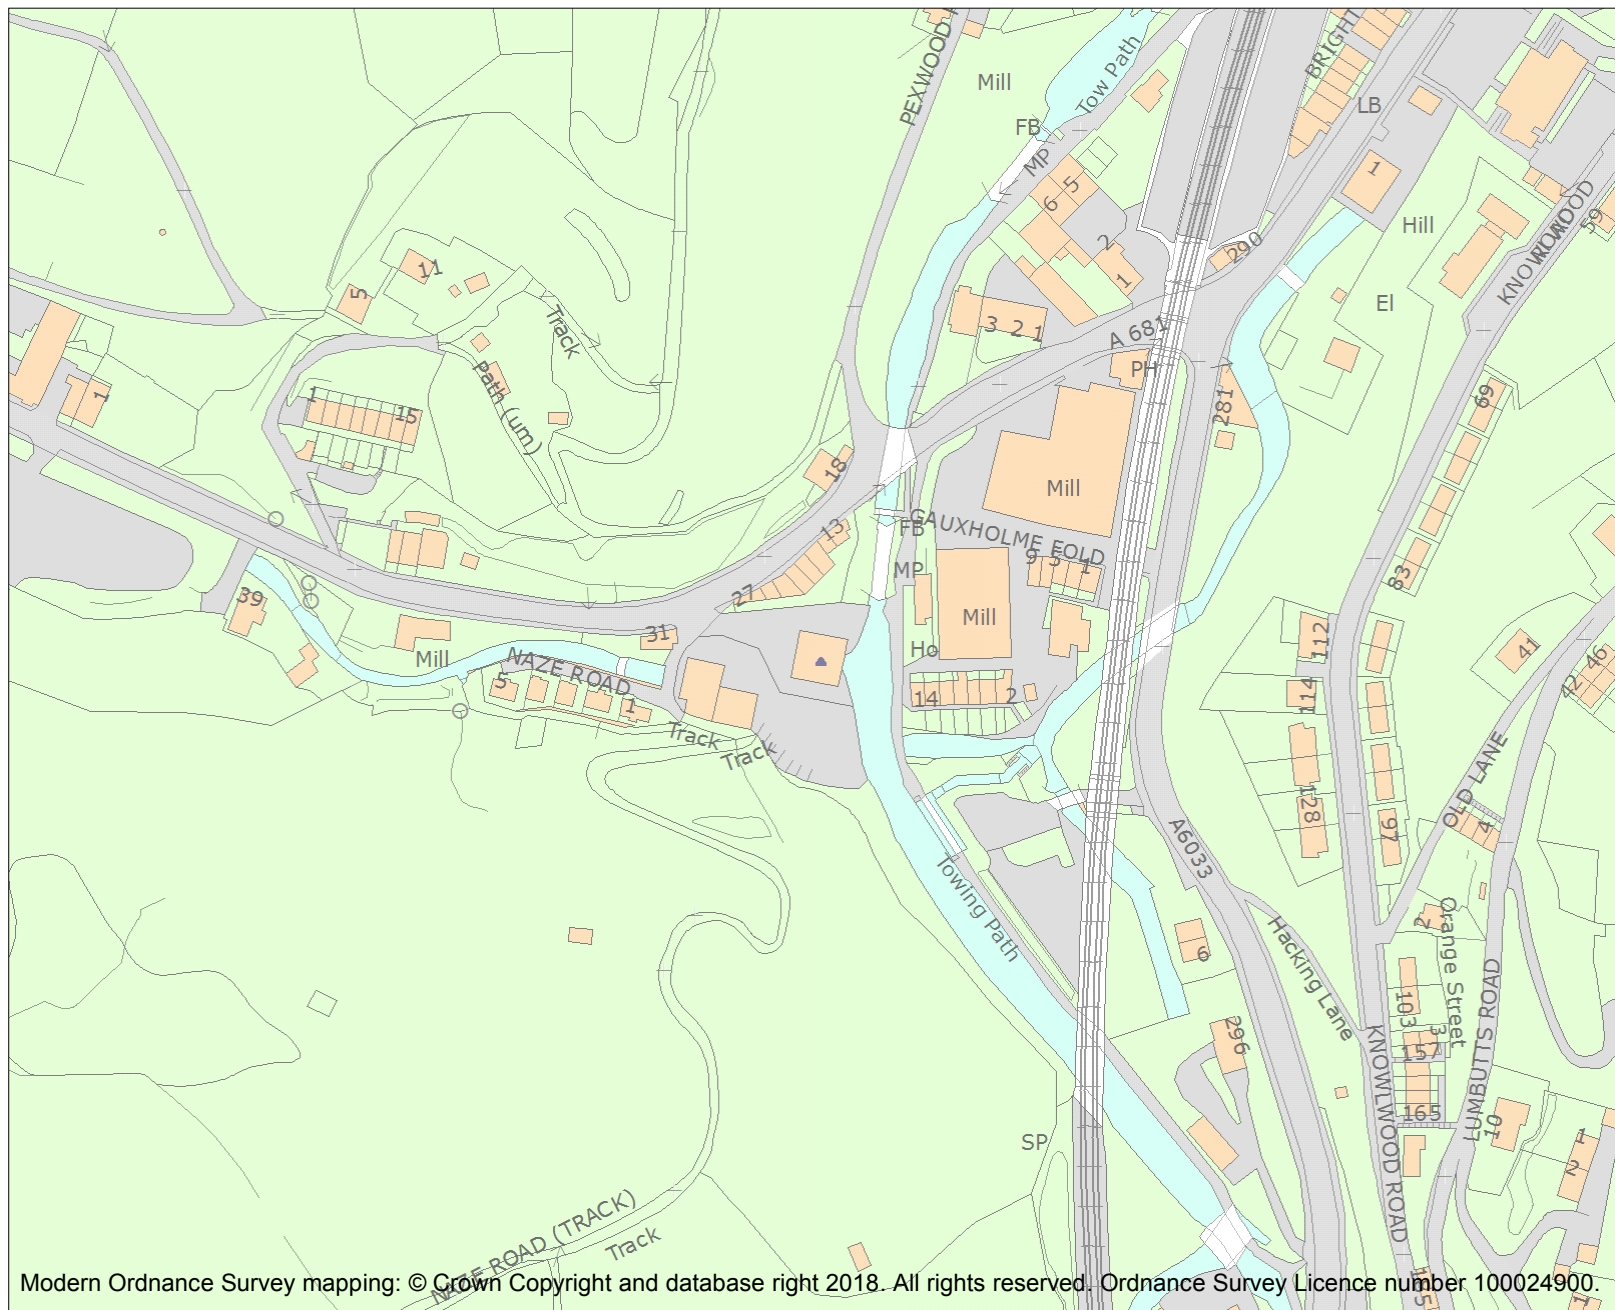 PEXWOOD
Mill
Tow Path
BRIGHT
LB
FB
MP
1
5
6
Hill
KNOWLWOOD
59
2
290
1
11
5
El
Track
3 2 1
A 681
PH
Path (um)
1
15
1
281
7
69
18
Mill
GAUXHOLME FOLD
FB
13
9 5 1
83
MP
27
39
Mill
112
31
Ho
41
46
Mill
NAZE ROAD
5
1
14
2
114
42
Track
Track
OLD LANE
128
97
4
A6033
Towing Path
2
Orange Street
Hacking Lane
6
103
3
296
157
KNOWLWOOD ROAD
LUMBUTTS ROAD
165
10
SP
1
2
NAZE ROAD (TRACK)
Track
165
1
Modern Ordnance Survey mapping: © Crown Copyright and database right 2018. All rights reserved. Ordnance Survey Licence number 100024900.